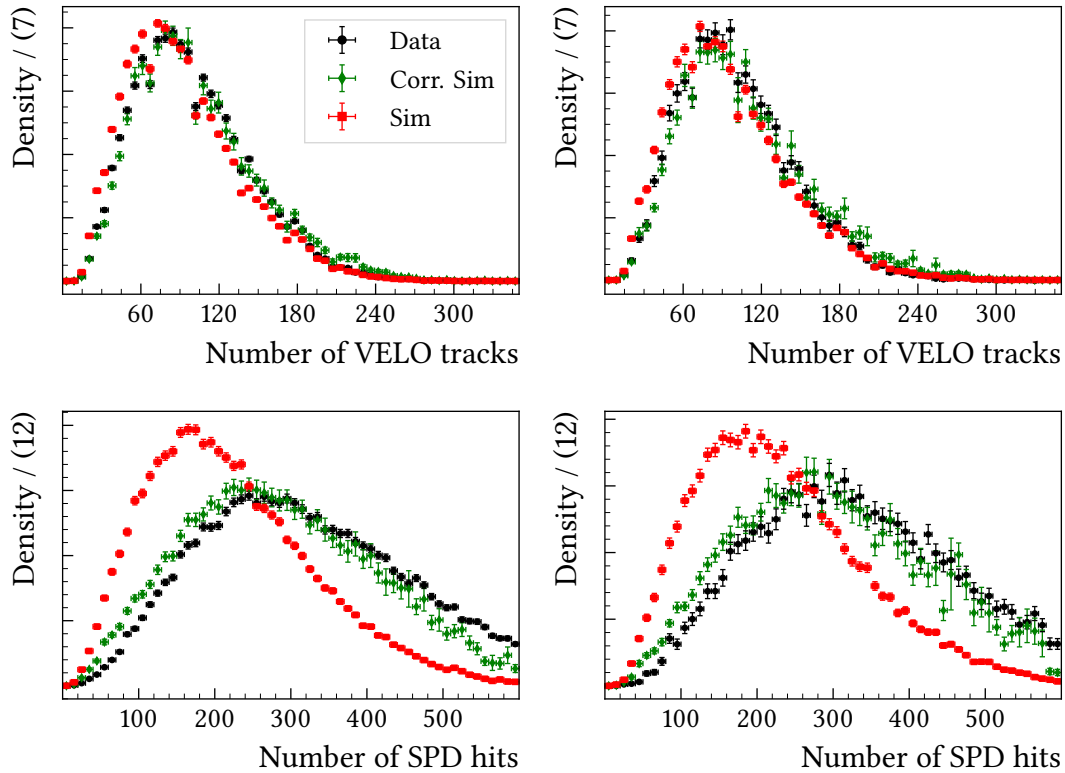 Density / (7)
Data
Corr. Sim
Sim
60 120 180 240 300
Number of VELO tracks
Density / (7)
60 120 180 240 300
Number of VELO tracks
Density / (12)
100 200 300 400 500
Number of SPD hits
Density / (12)
100 200 300 400 500
Number of SPD hits